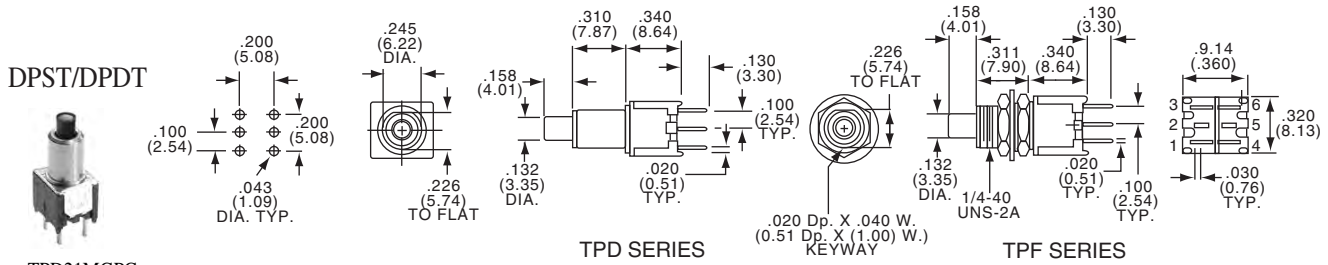 DPST/DPDT
.200
(5.08)
.100
(2.54)
.200
(5.08)
.043
(1.09)
DIA. TYP.
.245
(6.22)
DIA.
.226
(5.74)
TO FLAT
.310
(7.87)
.340
(8.64)
.158
(4.01)
.130
(3.30)
.100
(2.54)
TYP.
.132
(3.35)
DIA.
.020
(0.51)
TYP.
TPD SERIES
.226
(5.74)
TO FLAT
.020 Dp. X .040 W.
(0.51 Dp. X (1.00) W.)
KEYWAY
.158
(4.01)
.311
(7.90)
.340
(8.64)
.130
(3.30)
.132
(3.35)
DIA.
1/4-40
UNS-2A
.020
(0.51)
TYP.
.100
(2.54)
TYP.
TPF SERIES
.9.14
(.360)
3 6
2 5
1 4
.320
(8.13)
.030
(0.76)
TYP.